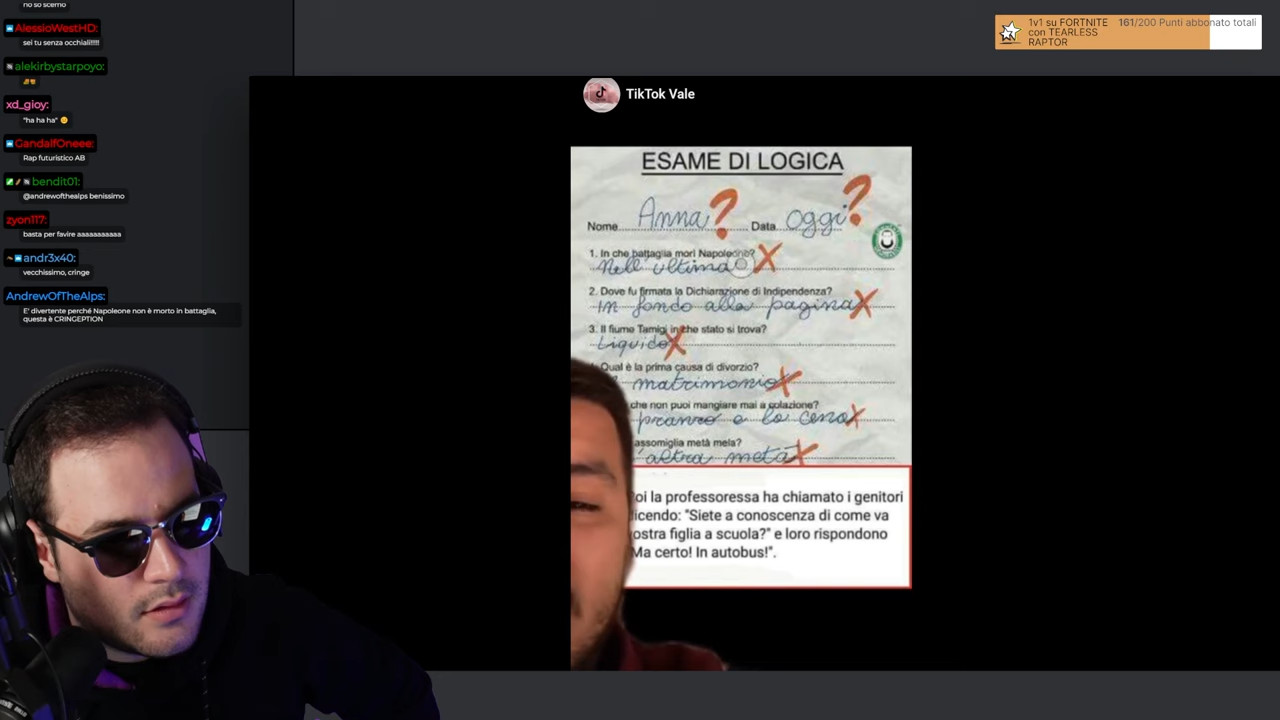 no so scemo
AlessioWestHD:
sei tu senza occhiali!!!!!
alekirbystarpoyo:
xd_gioy:
"ha ha ha"
GandalfOneee:
Rap futuristico AB
bendit01:
@andrewofthealps benissimo
zyon117:
basta per favire aaaaaaaaaaa
andr3x40:
vecchissimo, cringe
AndrewOfTheAlps:
E' divertente perché Napoleone non è morto in battaglia,
questa è CRINGEPTION
1v1 su FORTNITE
con TEARLESS
RAPTOR
161/200 Punti abbonato totali
TikTok Vale
ESAME DI LOGICA
Nome Anna? Data oggi?
1. In che battaglia morì Napoleone?
Nell'ultima
2. Dove fu firmata la Dichiarazione di Indipendenza?
In fondo alla pagina
3. Il fiume Tamigi in che stato si trova?
Liquido
Qual è la prima causa di divorzio?
matrimonio
che non puoi mangiare mai a colazione?
pranzo e la cena
assomiglia metà mela?
altra metà
oi la professoressa ha chiamato i genitori
icendo: "Siete a conoscenza di come va
ostra figlia a scuola?" e loro rispondono
Ma certo! In autobus!".